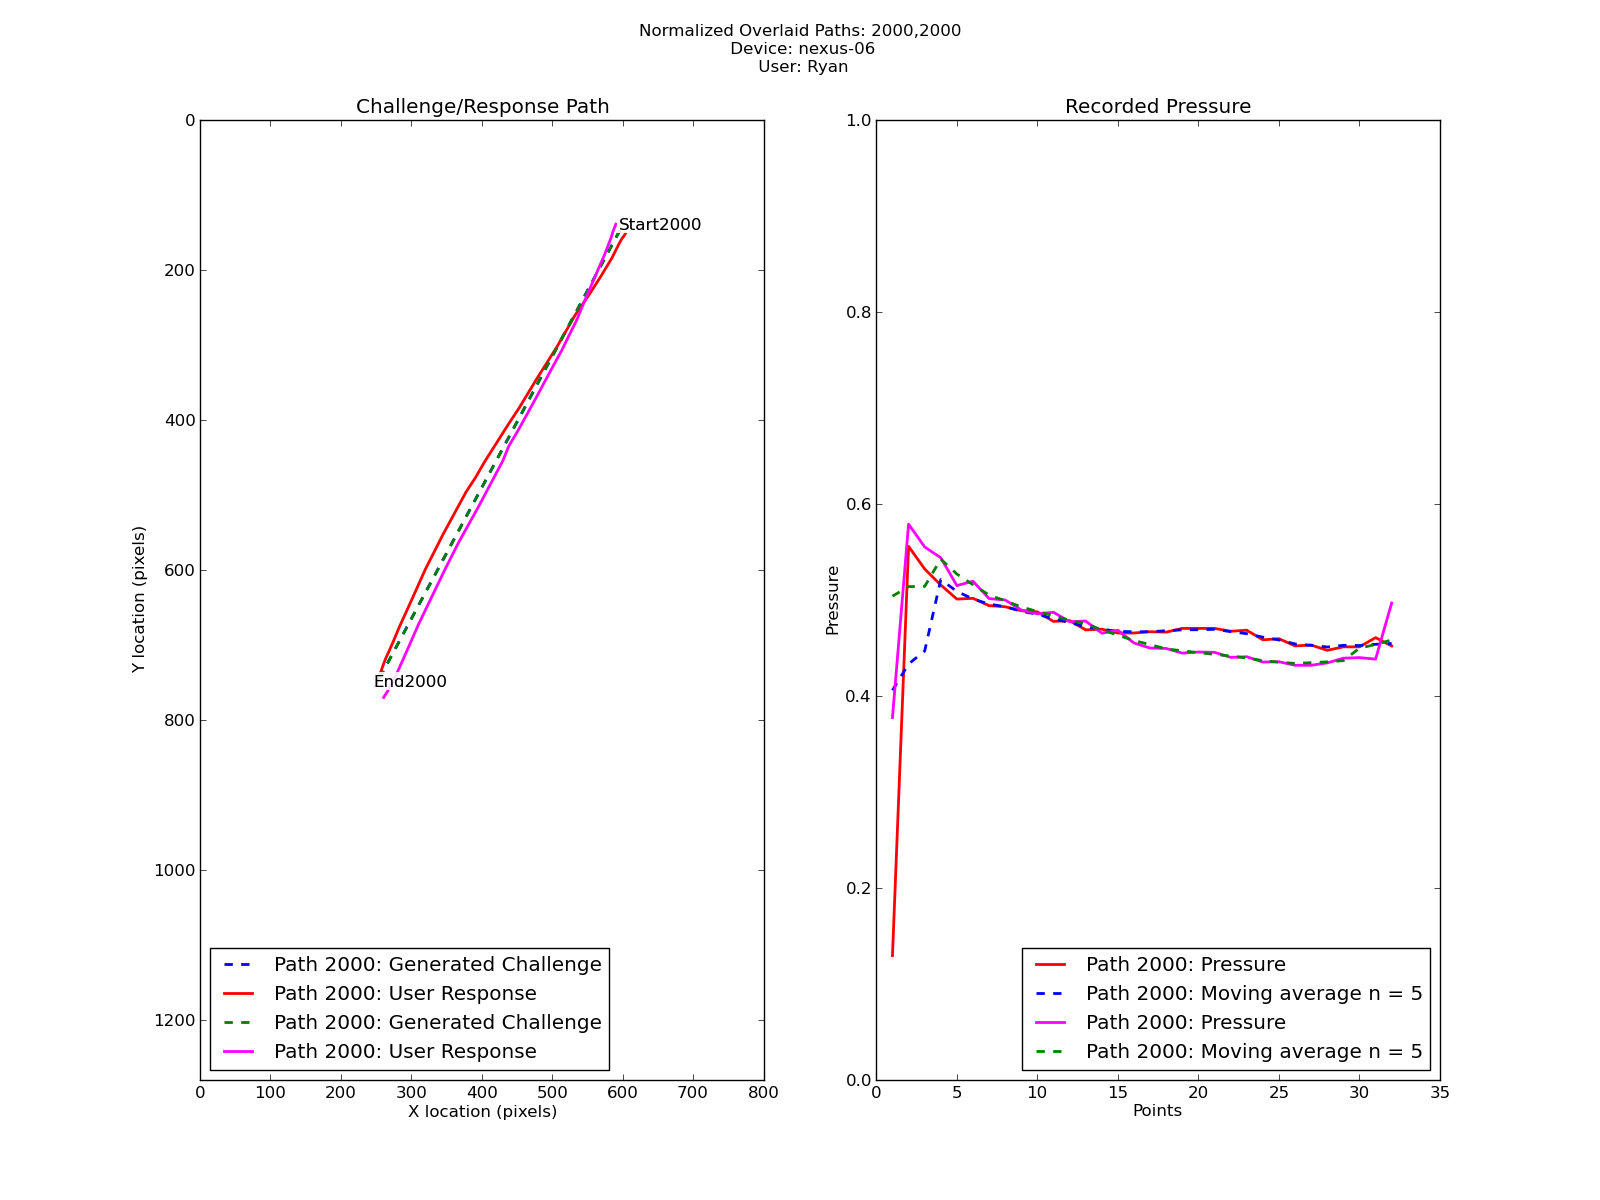 Normalized Overlaid Paths: 2000,2000
Device: nexus-06
User: Ryan
Challenge/Response Path
0
200
400
600
800
1000
1200
Y location (pixels)
Start2000
End2000
Path 2000: Generated Challenge
Path 2000: User Response
Path 2000: Generated Challenge
Path 2000: User Response
0 100 200 300 400 500 600 700 800
X location (pixels)
Recorded Pressure
1.0
0.8
0.6
0.4
0.2
0.0
Pressure
Path 2000: Pressure
Path 2000: Moving average n = 5
Path 2000: Pressure
Path 2000: Moving average n = 5
0 5 10 15 20 25 30 35
Points